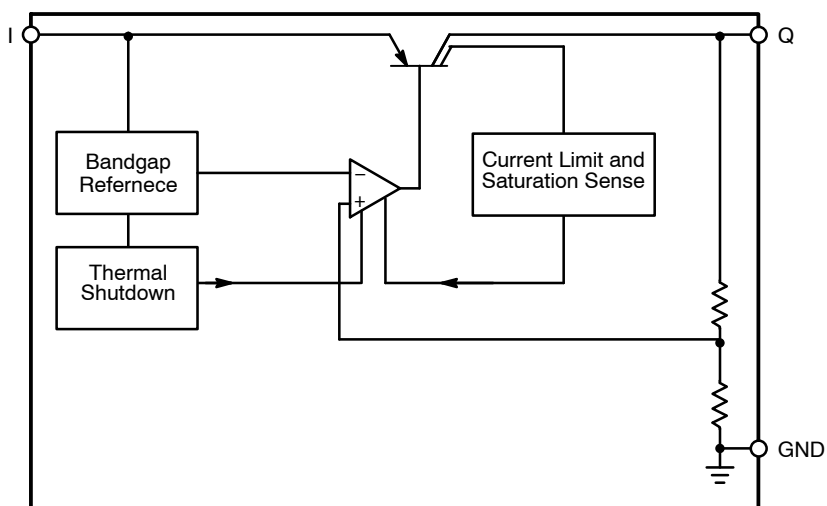 I
Q
Bandgap
Refernece
Current Limit and
Saturation Sense
−
+
Thermal
Shutdown
GND